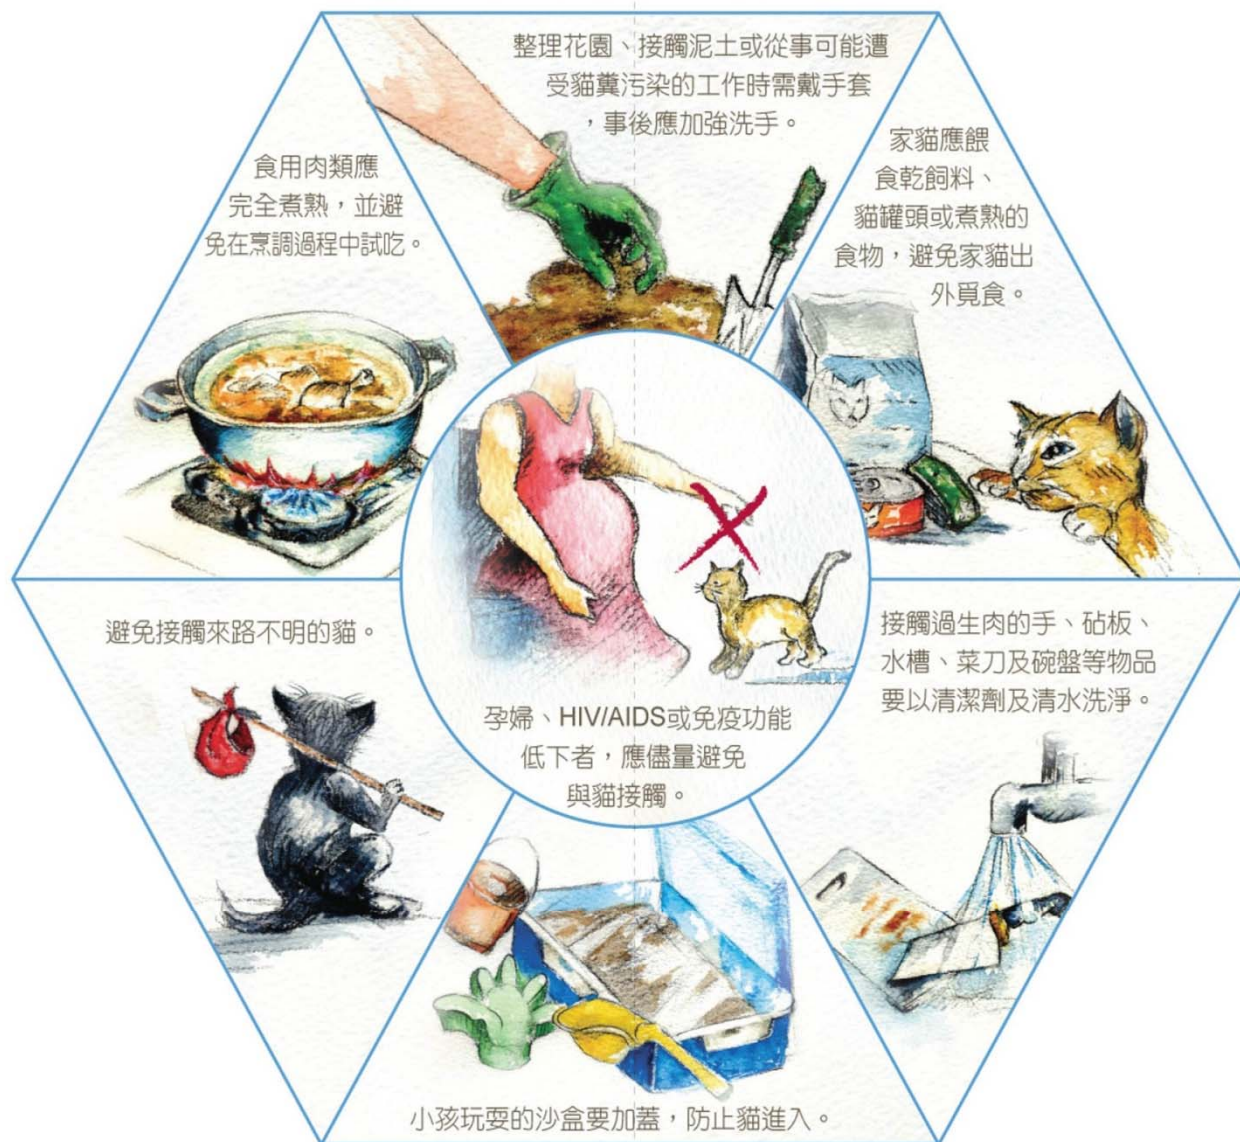 整理花園、接觸泥土或從事可能遭
受貓糞污染的工作時需戴手套
，事後應加強洗手。
食用肉類應
完全煮熟，並避
免在烹調過程中試吃。
家貓應餵
食乾飼料、
貓罐頭或煮熟的
食物，避免家貓出
外覓食。
孕婦、HIV/AIDS或免疫功能
低下者，應儘量避免
與貓接觸。
避免接觸來路不明的貓。
接觸過生肉的手、砧板、
水槽、菜刀及碗盤等物品
要以清潔劑及清水洗淨。
小孩玩耍的沙盒要加蓋，防止貓進入。